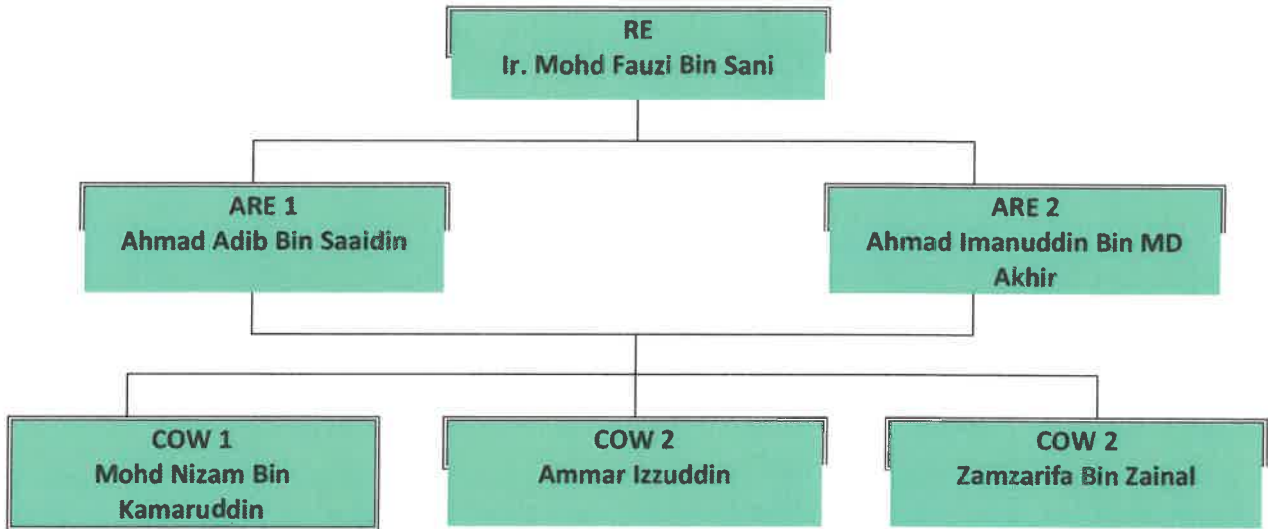 RE
Ir. Mohd Fauzi Bin Sani
ARE 1
Ahmad Adib Bin Saaidin
ARE 2
Ahmad Imanuddin Bin MD
Akhir
COW 1
Mohd Nizam Bin
Kamaruddin
COW 2
Ammar Izzuddin
COW 2
Zamzarifa Bin Zainal